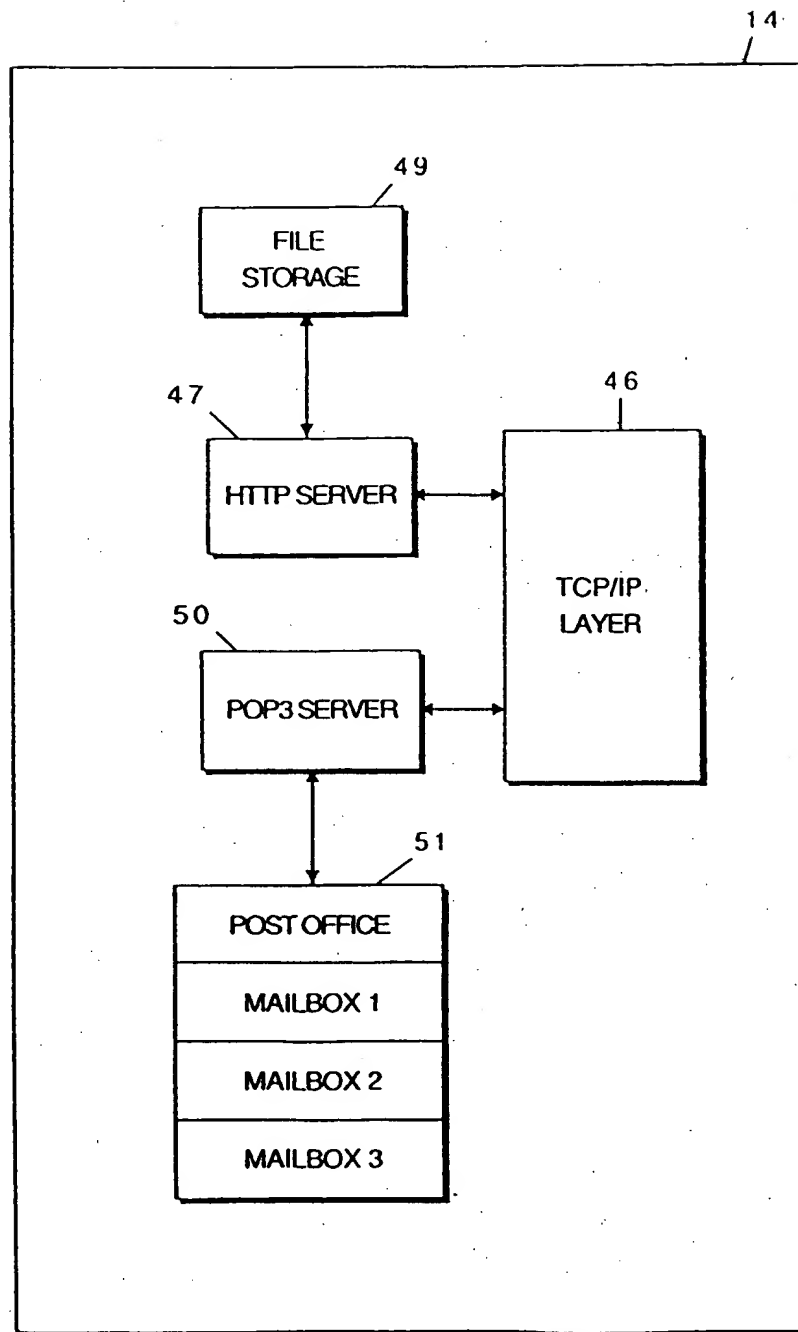 14
49
FILE
STORAGE
47
HTTP SERVER
46
TCP/IP
LAYER
50
POP3 SERVER
51
POST OFFICE
MAILBOX 1
MAILBOX 2
MAILBOX 3